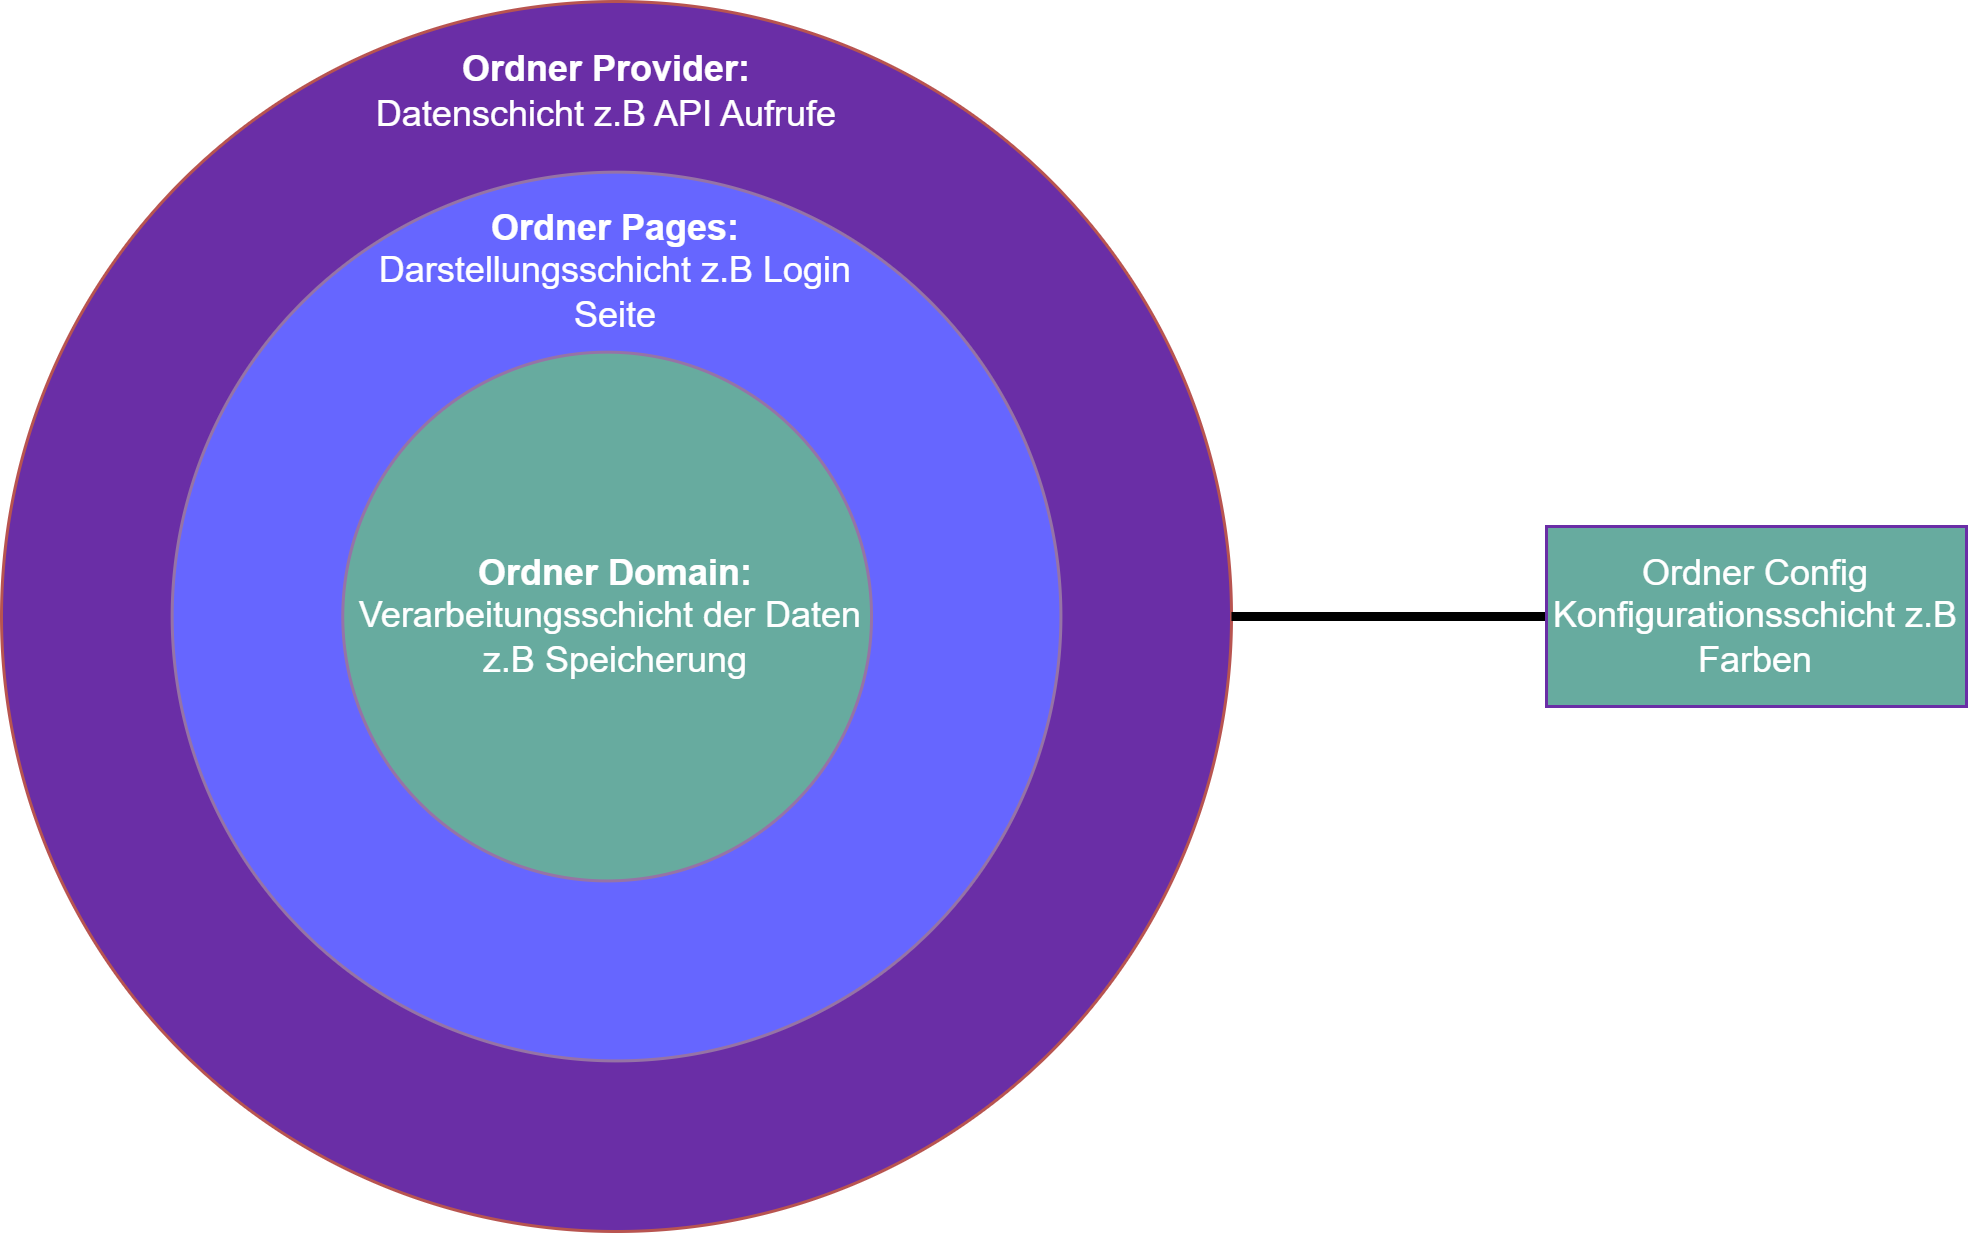 Ordner Provider:
Datenschicht z.B API Aufrufe
Ordner Pages:
Darstellungsschicht z.B Login
Seite
Ordner Domain:
Verarbeitungsschicht der Daten
z.B Speicherung
Ordner Config
Konfigurationsschicht z.B
Farben